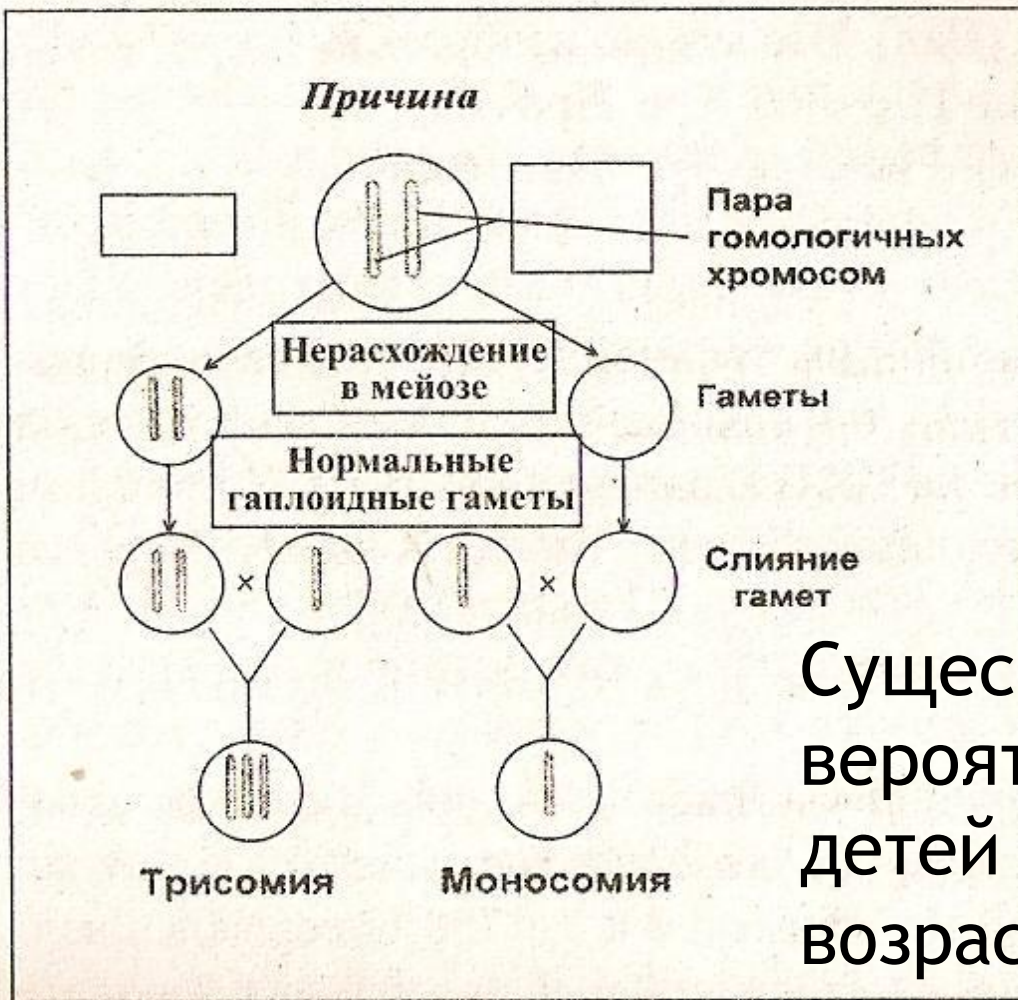 Причина
Пара
гомологичных
хромосом
Нерасхождение
в мейозе
Гаметы
Нормальные
гаплоидные гаметы
×
×
Слияние
гамет
Трисомия
Моносомия
детей